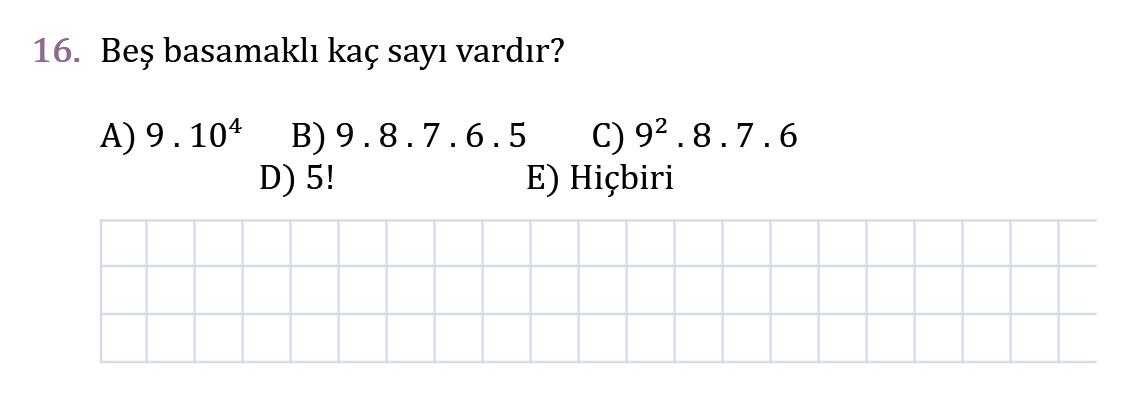 16. Beş basamaklı kaç sayı vardır?
A) 9 . 10⁴ B) 9 . 8 . 7 . 6 . 5 C) 9² . 8 . 7 . 6
D) 5! E) Hiçbiri